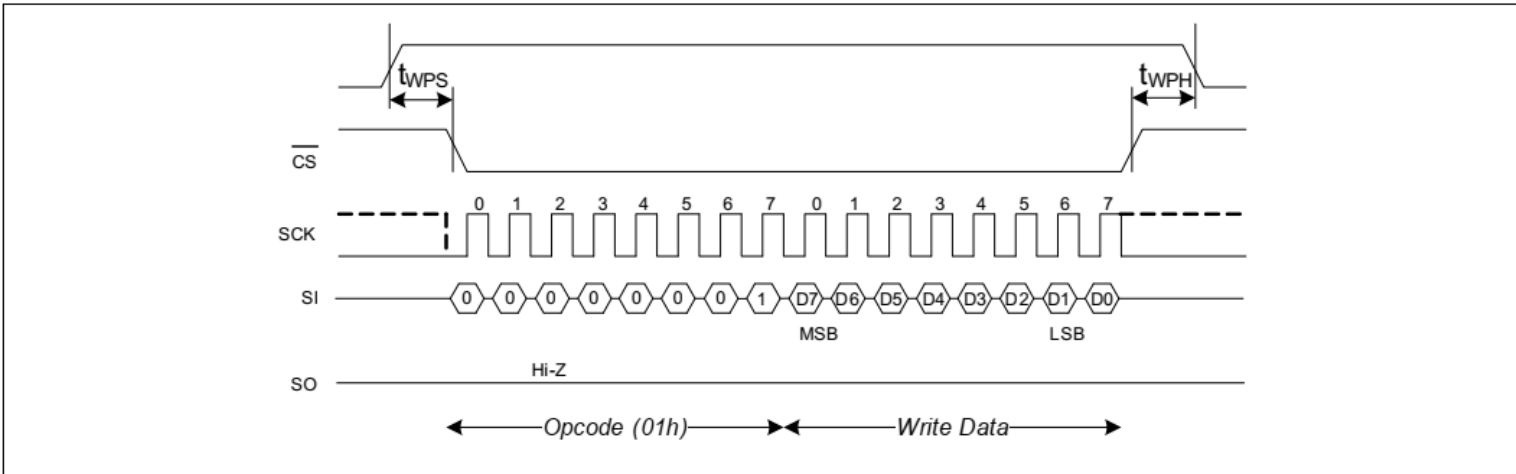 tWPS tWPH
CS
0 1 2 3 4 5 6 7 0 1 2 3 4 5 6 7
SCK
SI 0 0 0 0 0 0 0 1 D7 D6 D5 D4 D3 D2 D1 D0
MSB LSB
Hi-Z
SO
Opcode (01h) Write Data